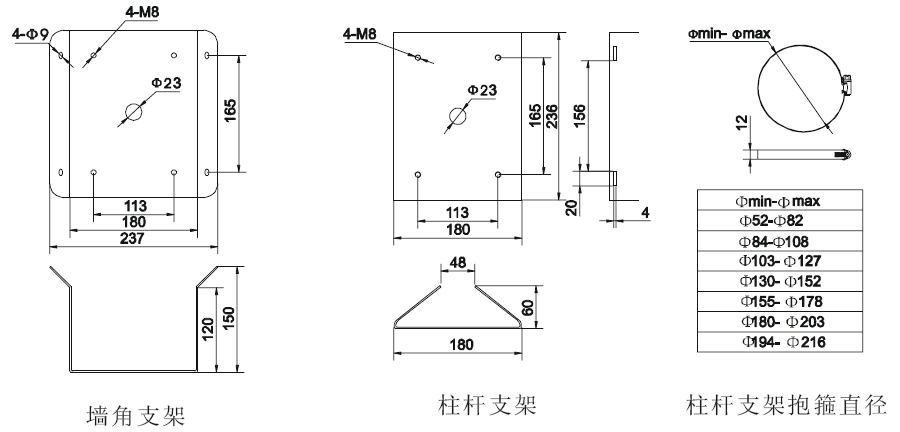 4-M8
4-Φ9
Φ23
165
113
180
237
120
150
墙角支架
4-M8
Φ23
165
236
113
180
156
20
4
48
60
180
柱杆支架
Φmin- Φmax
12
Φmin-Φmax
Φ52-Φ82
Φ84-Φ108
Φ103- Φ127
Φ130- Φ152
Φ155- Φ178
Φ180- Φ203
Φ194- Φ216
柱杆支架抱箍直径